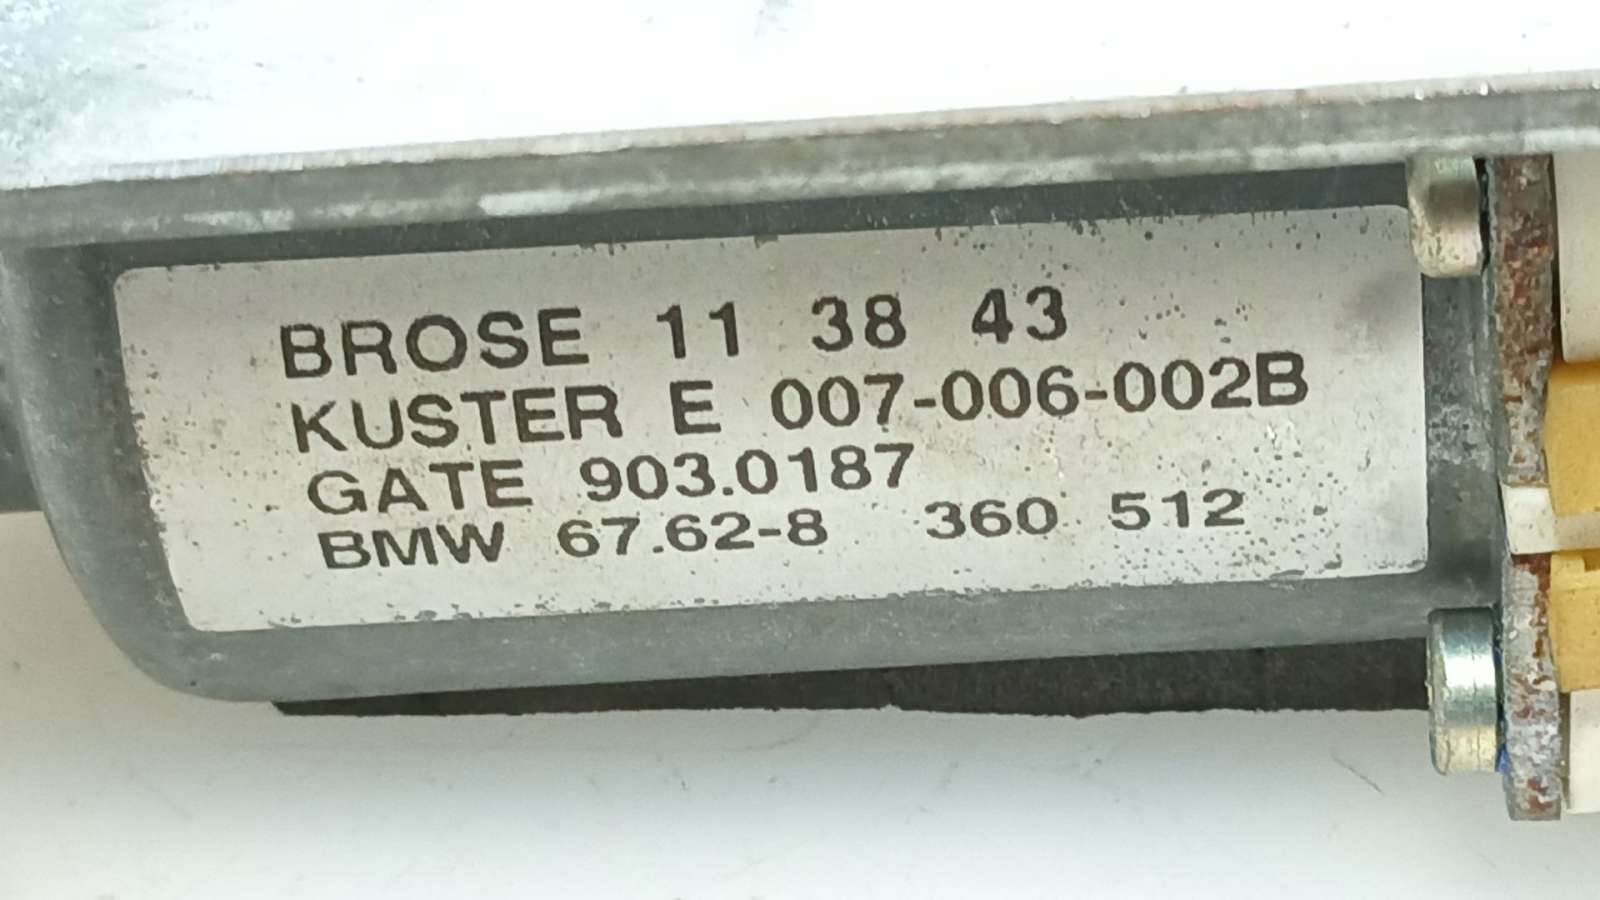 BROSE 11 38 43
KUSTER E 007-006-002B
GATE 903.0187
BMW 67.62-8 360 512